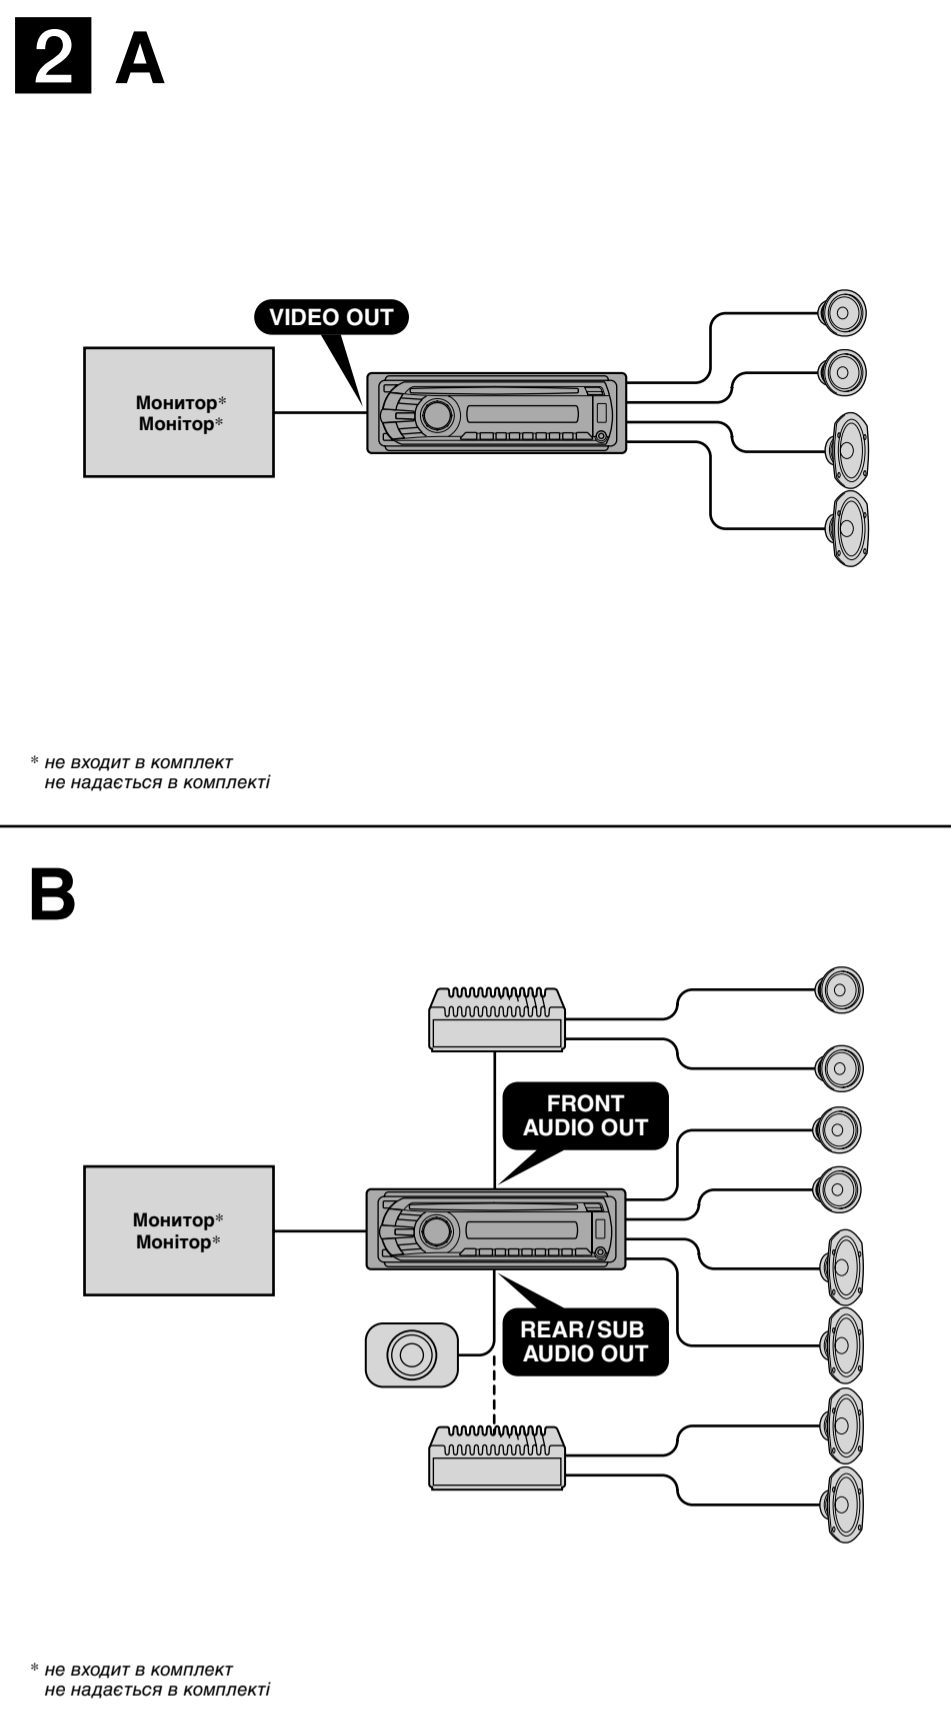 2 A
VIDEO OUT
Монитор*
Монітор*
* не входит в комплект
не надається в комплекті
B
FRONT
AUDIO OUT
Монитор*
Монітор*
REAR/SUB
AUDIO OUT
* не входит в комплект
не надається в комплекті